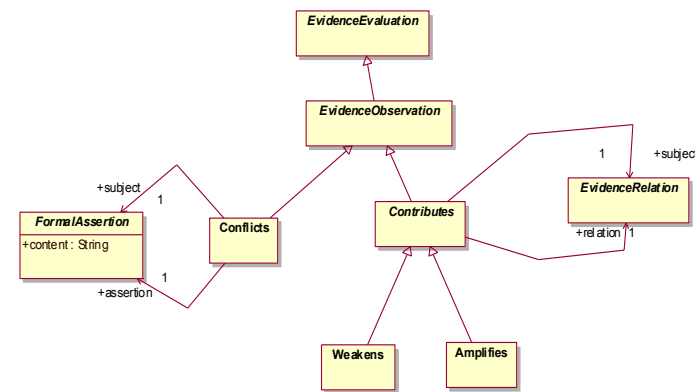 EvidenceEvaluation
EvidenceObservation
+subject
1
1
+subject
EvidenceRelation
FormalAssertion
+content : String
Conflicts
Contributes
+relation
1
1
+assertion
Weakens
Amplifies